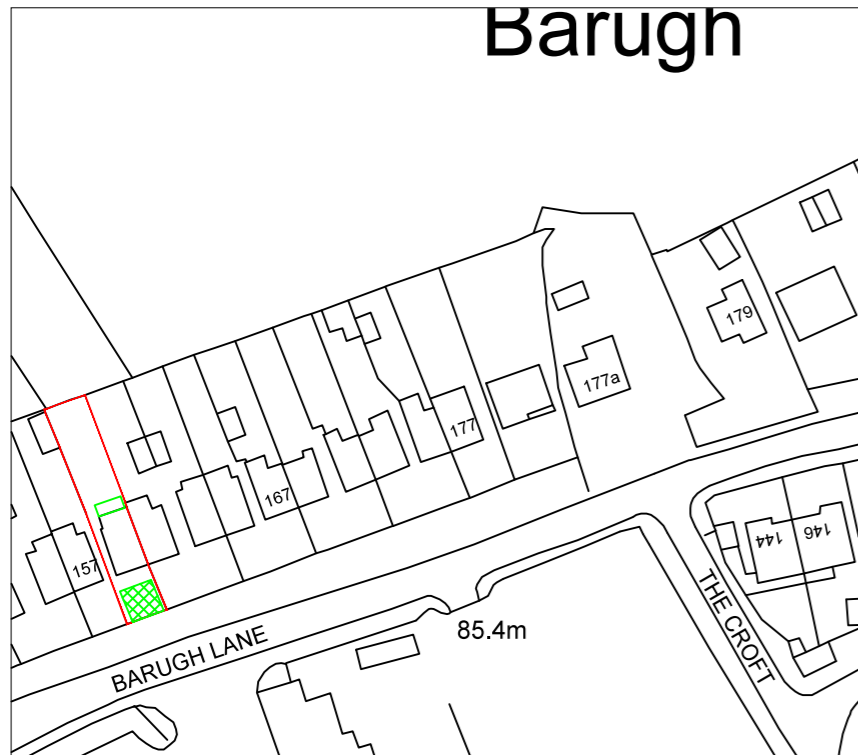 Barugh
179
177a
177
167
157
144
146
THE CROFT
85.4m
BARUGH LANE